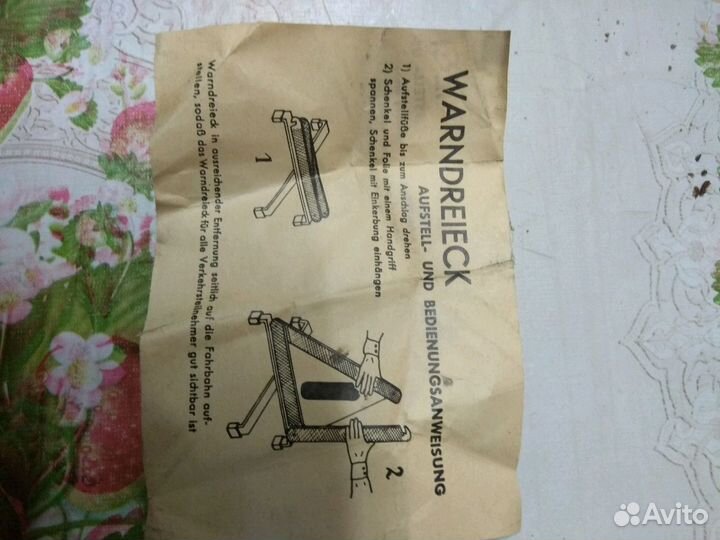 WARNDREIECK
AUFSTELL- UND BEDIENUNGSANWEISUNG
1) Aufstellfüße bis zum Anschlag drehen
2) Schenkel und Folie mit einem Handgriff
spannen, Schenkel mit Einkerbung einhängen
1
2
Warndreieck in ausreichender Entfernung seitlich auf die Fahrbahn auf-
stellen, sodaß das Warndreieck für alle Verkehrsteilnehmer gut sichtbar ist
Avito